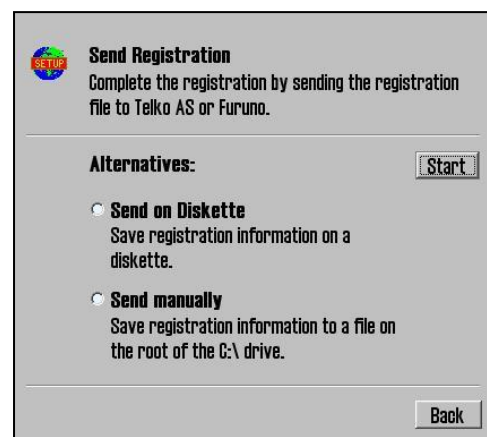 SETUP
Send Registration
Complete the registration by sending the registration
file to Telko AS or Furuno.
Alternatives:
Start
Send on Diskette
Save registration information on a
diskette.
Send manually
Save registration information to a file on
the root of the C:\ drive.
Back